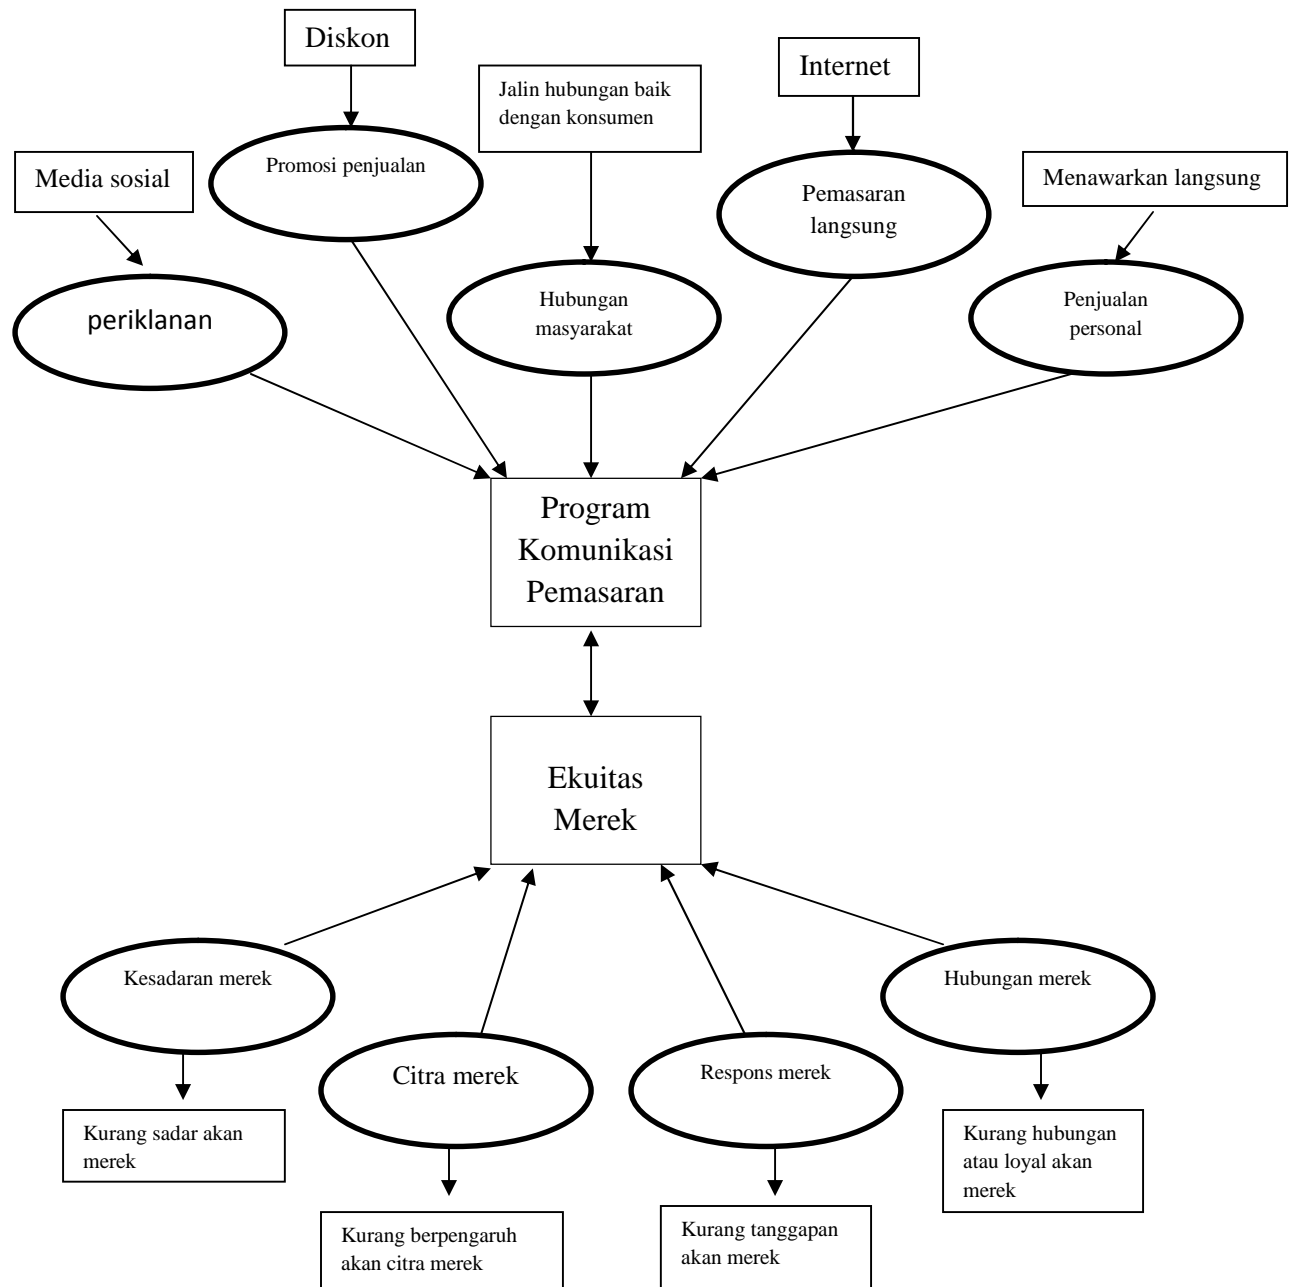 Diskon
Jalin hubungan baik
dengan konsumen
Internet
Media sosial
Promosi penjualan
Pemasaran
langsung
Menawarkan langsung
periklanan
Hubungan
masyarakat
Penjualan
personal
Program
Komunikasi
Pemasaran
Ekuitas
Merek
Kesadaran merek
Citra merek
Respons merek
Hubungan merek
Kurang sadar akan
merek
Kurang berpengaruh
akan citra merek
Kurang tanggapan
akan merek
Kurang hubungan
atau loyal akan
merek